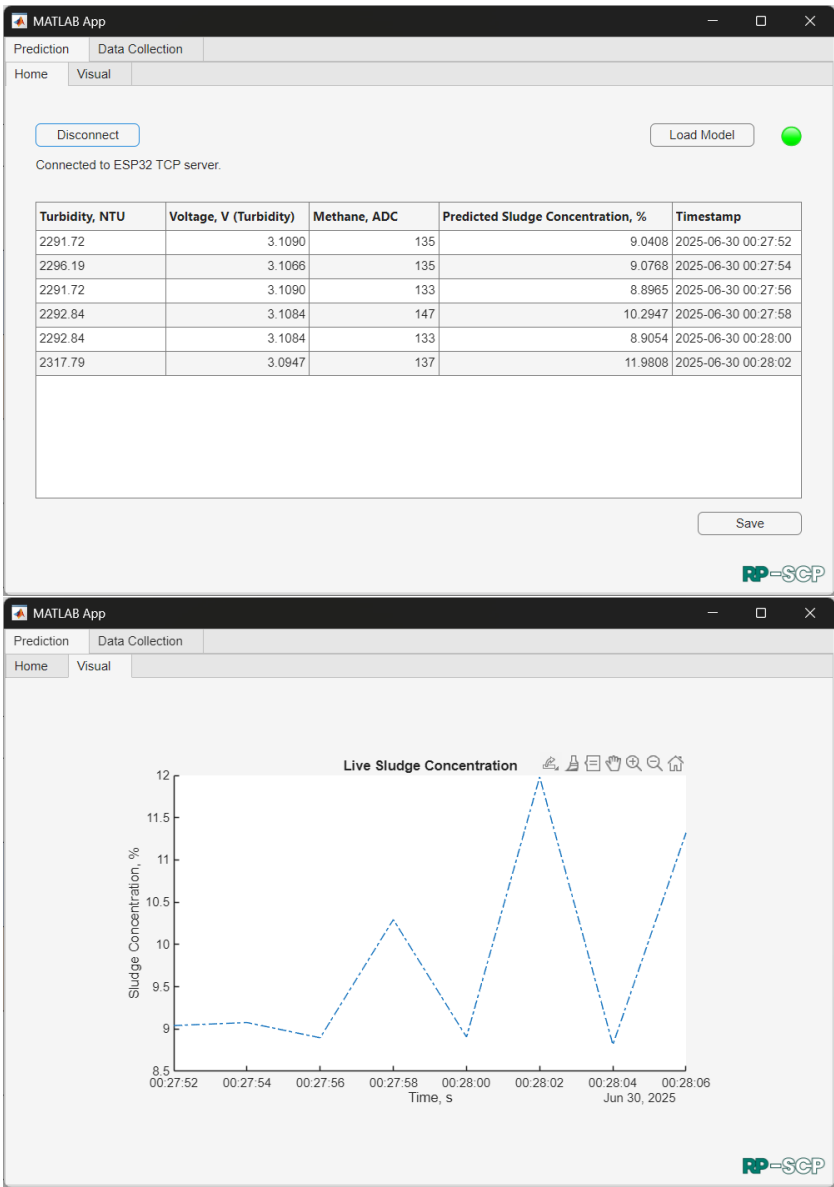 MATLAB App
Prediction Data Collection
Home Visual
Disconnect Load Model
Connected to ESP32 TCP server.
Turbidity, NTU Voltage, V (Turbidity) Methane, ADC Predicted Sludge Concentration, % Timestamp
2291.72 3.1090 135 9.0408 2025-06-30 00:27:52
2296.19 3.1066 135 9.0768 2025-06-30 00:27:54
2291.72 3.1090 133 8.8965 2025-06-30 00:27:56
2292.84 3.1084 147 10.2947 2025-06-30 00:27:58
2292.84 3.1084 133 8.9054 2025-06-30 00:28:00
2317.79 3.0947 137 11.9808 2025-06-30 00:28:02
Save
RP-SCP
MATLAB App
Prediction Data Collection
Home Visual
Live Sludge Concentration
12
11.5
11
10.5
10
9.5
9
8.5
Sludge Concentration, %
00:27:52 00:27:54 00:27:56 00:27:58 00:28:00 00:28:02 00:28:04 00:28:06
Time, s
Jun 30, 2025
RP-SCP